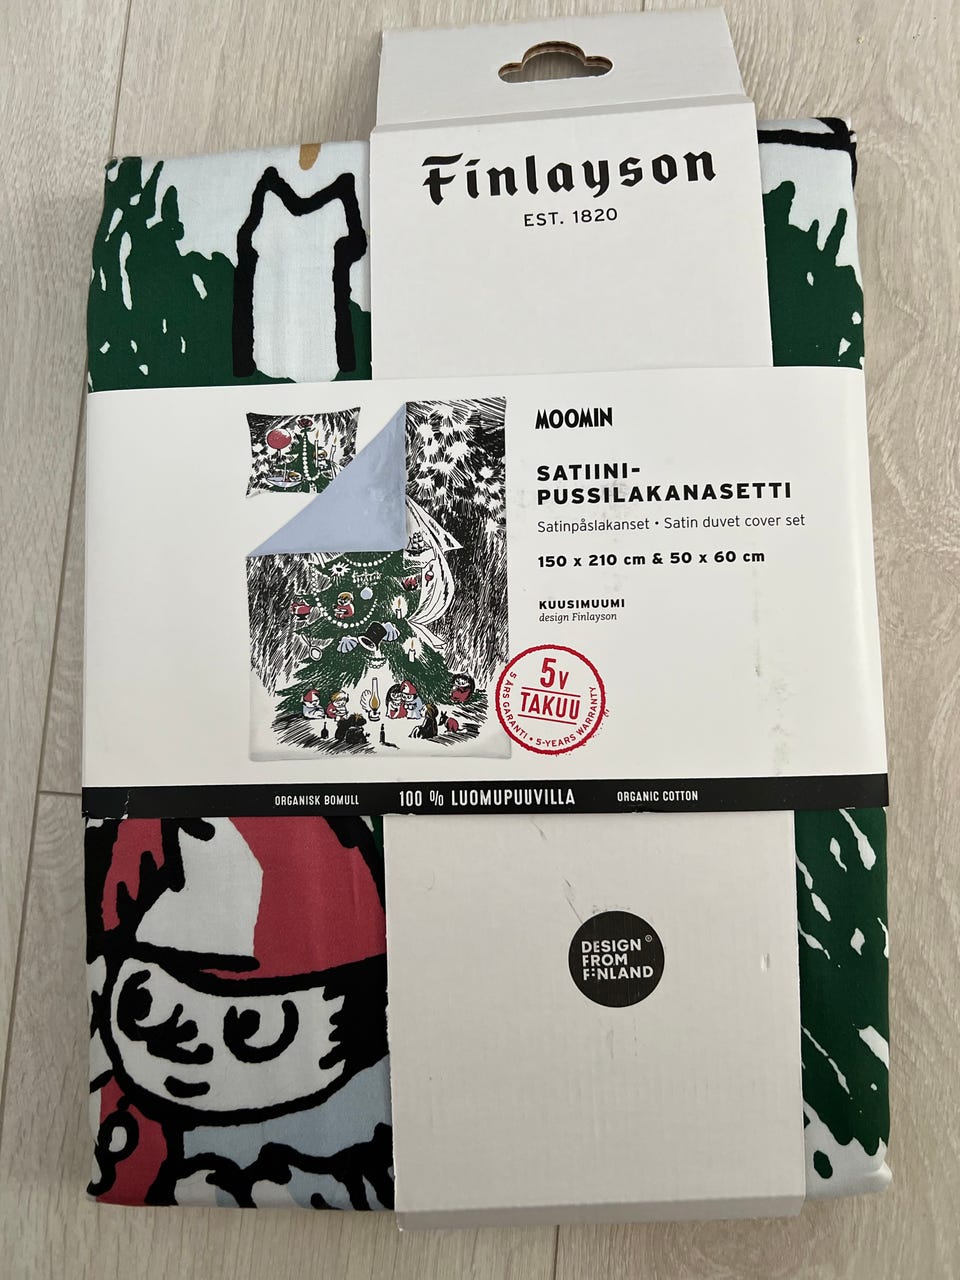 Finlayson
EST. 1820
MOOMIN
SATIINI-
PUSSILAKANASETTI
Satinpåslakanset • Satin duvet cover set
150 x 210 cm & 50 x 60 cm
KUUSIMUUMI
design Finlayson
5v
TAKUU
5 ÅRS GARANTI • 5-YEARS WARRANTY
ORGANISK BOMULL 100 % LUOMUPUUVILLA ORGANIC COTTON
DESIGN ®
FROM
FINLAND